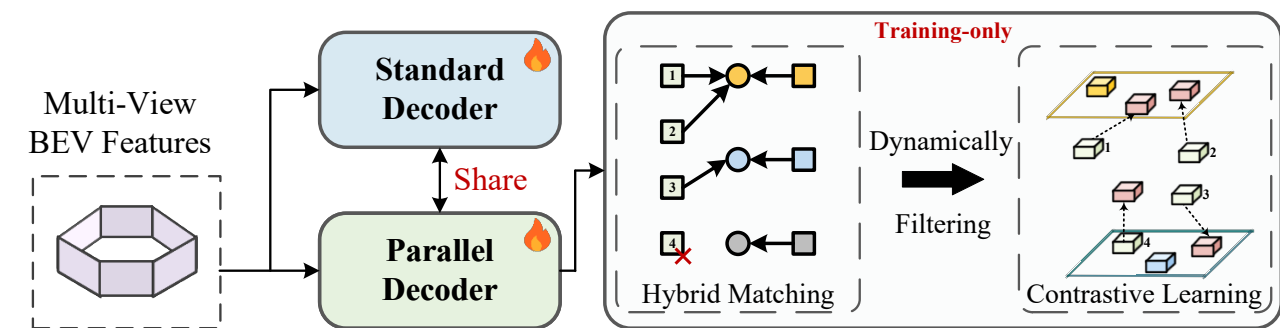 Multi-View
BEV Features
Standard
Decoder
Share
Parallel
Decoder
Training-only
1
2
3
4
Hybrid Matching
Dynamically
Filtering
1
2
3
4
Contrastive Learning